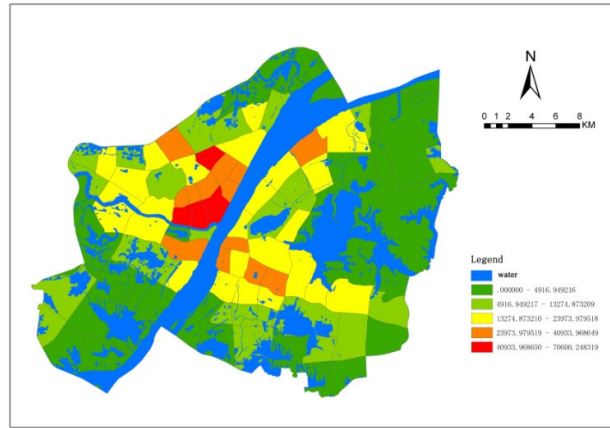 N
0 1 2 4 6 8
KM
Legend
water
.000000 - 4916.949216
4916.949217 - 13274.873209
13274.873210 - 23973.979518
23973.979519 - 40933.968649
40933.968650 - 70600.248319